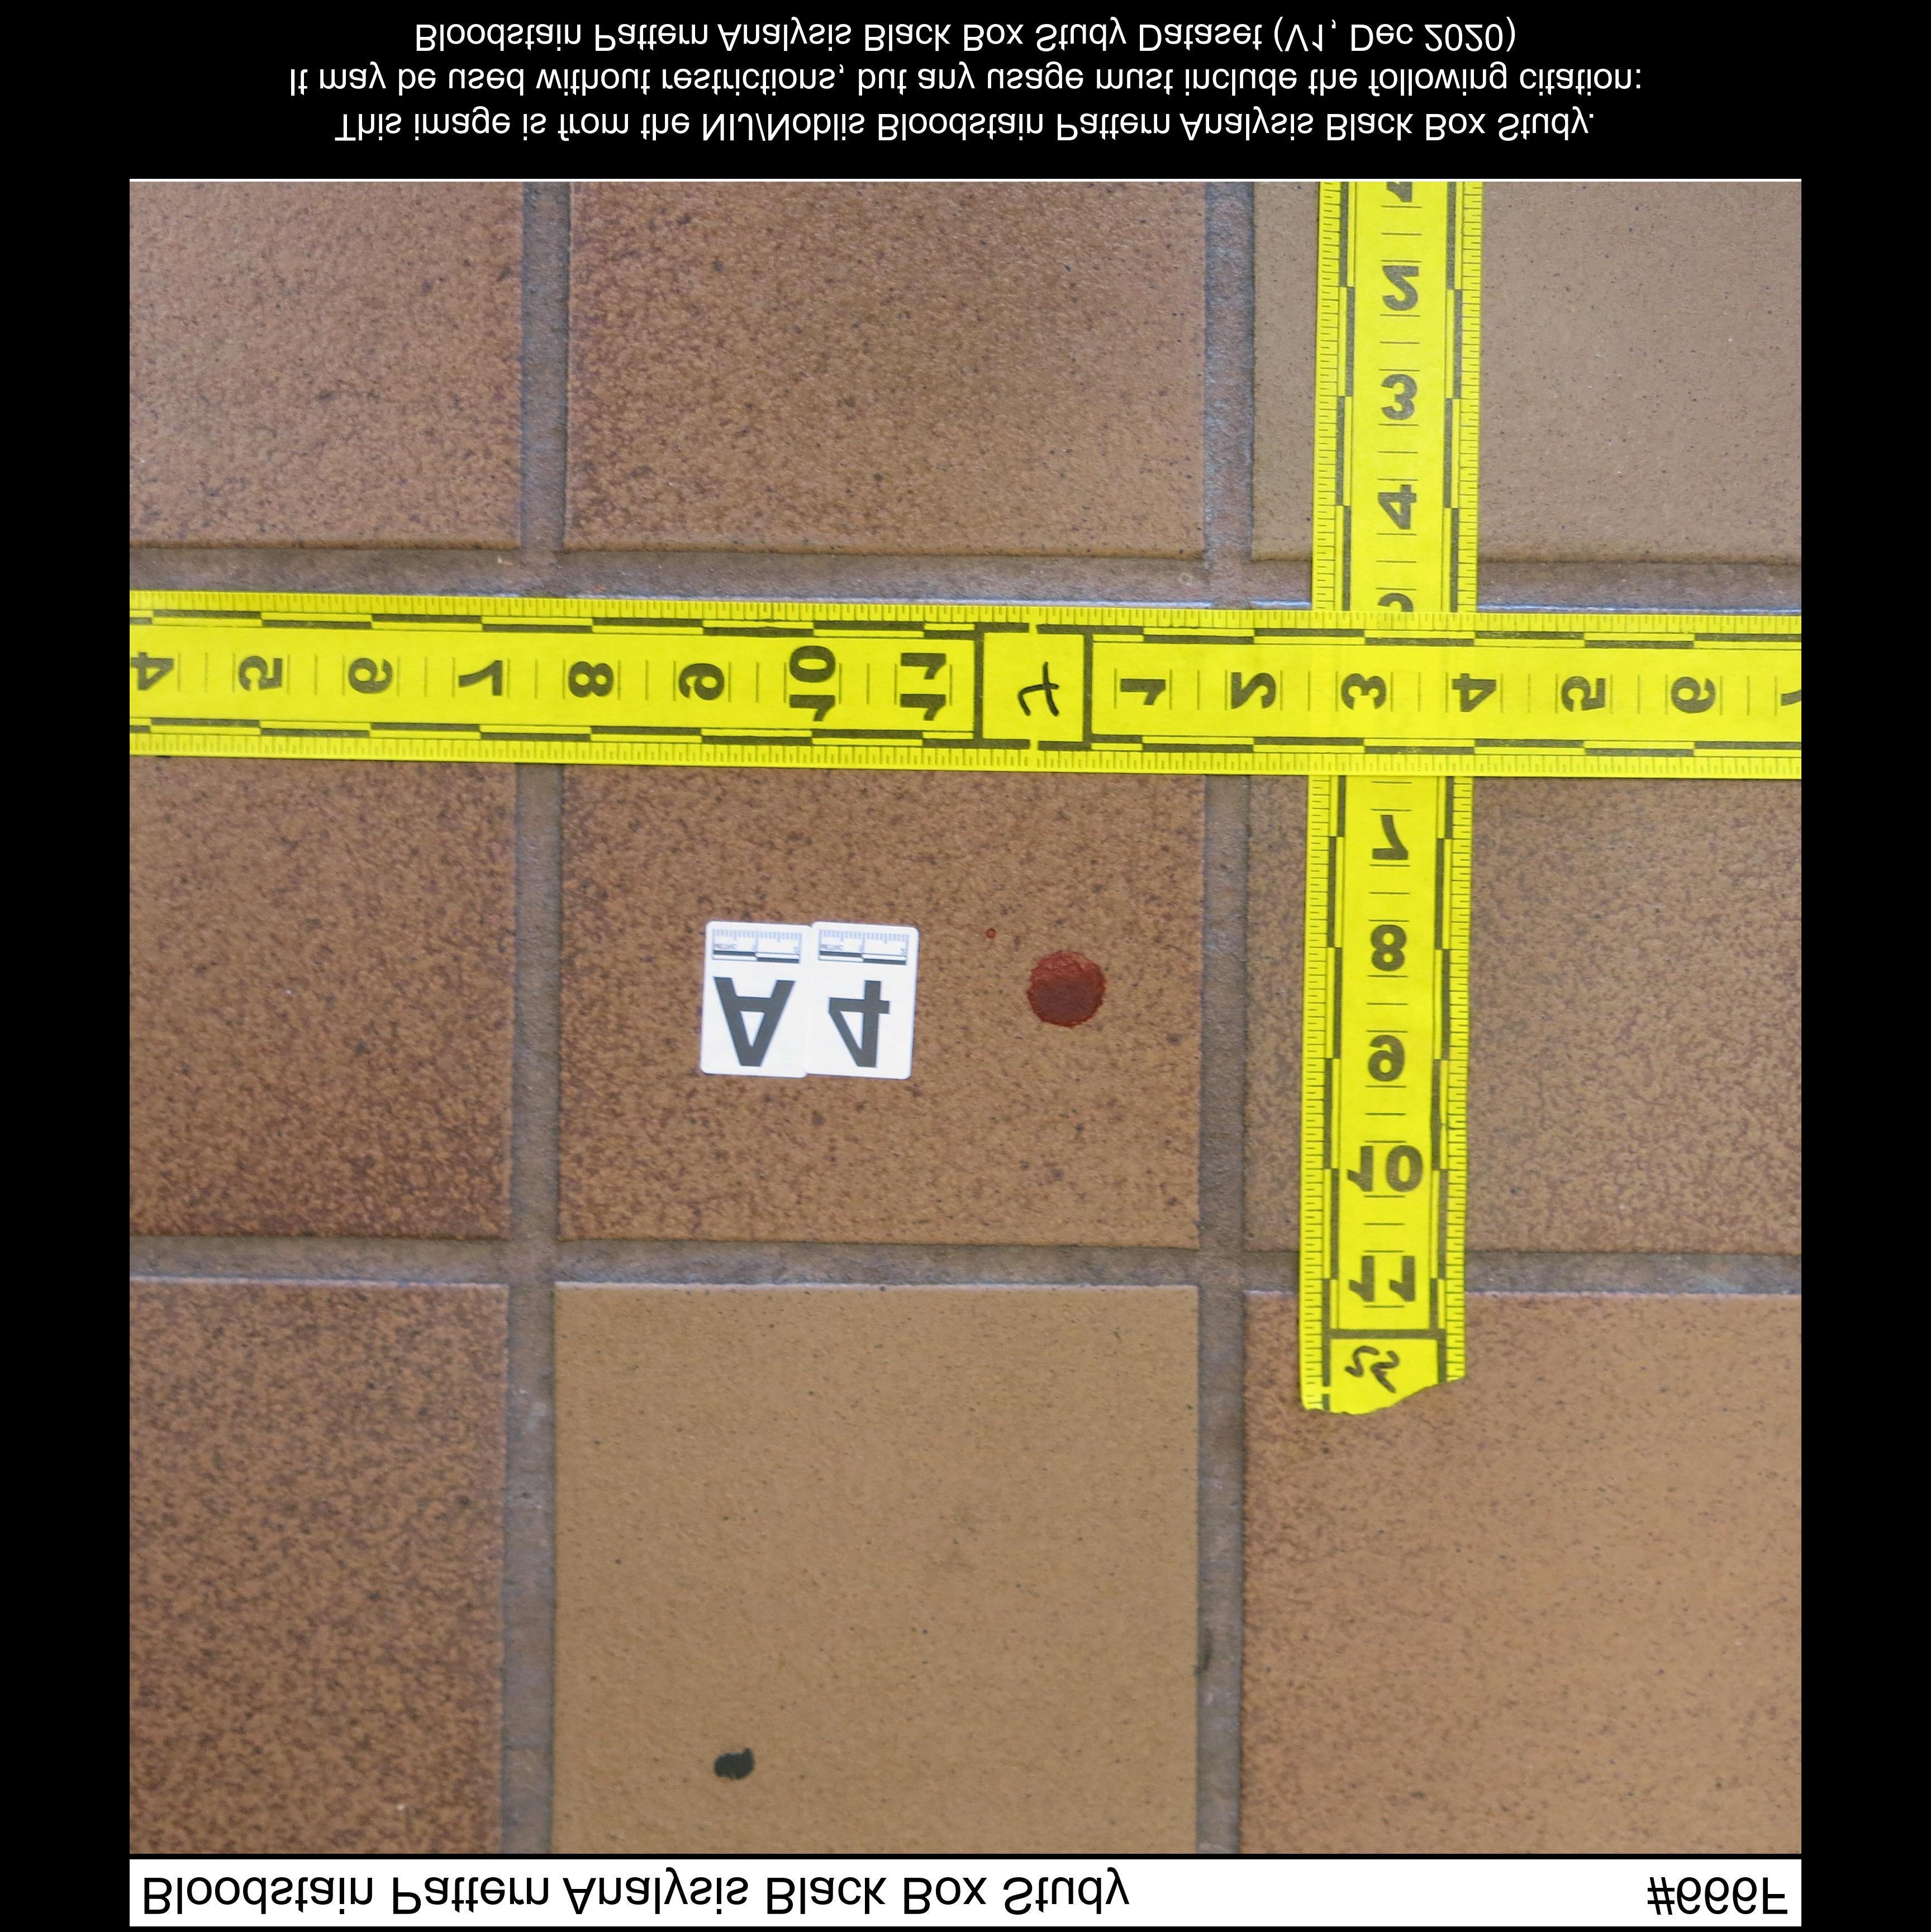 Bloodstain Pattern Analysis Black Box Study #666F
11
10
9
8
A 4
7
4 5 6 7 8 9 10 11 1 2 3 4 5 6
4
3
2
1
This image is from the NIJ/Noblis Bloodstain Pattern Analysis Black Box Study.
It may be used without restrictions, but any usage must include the following citation:
Bloodstain Pattern Analysis Black Box Study Dataset (V1, Dec 2020)